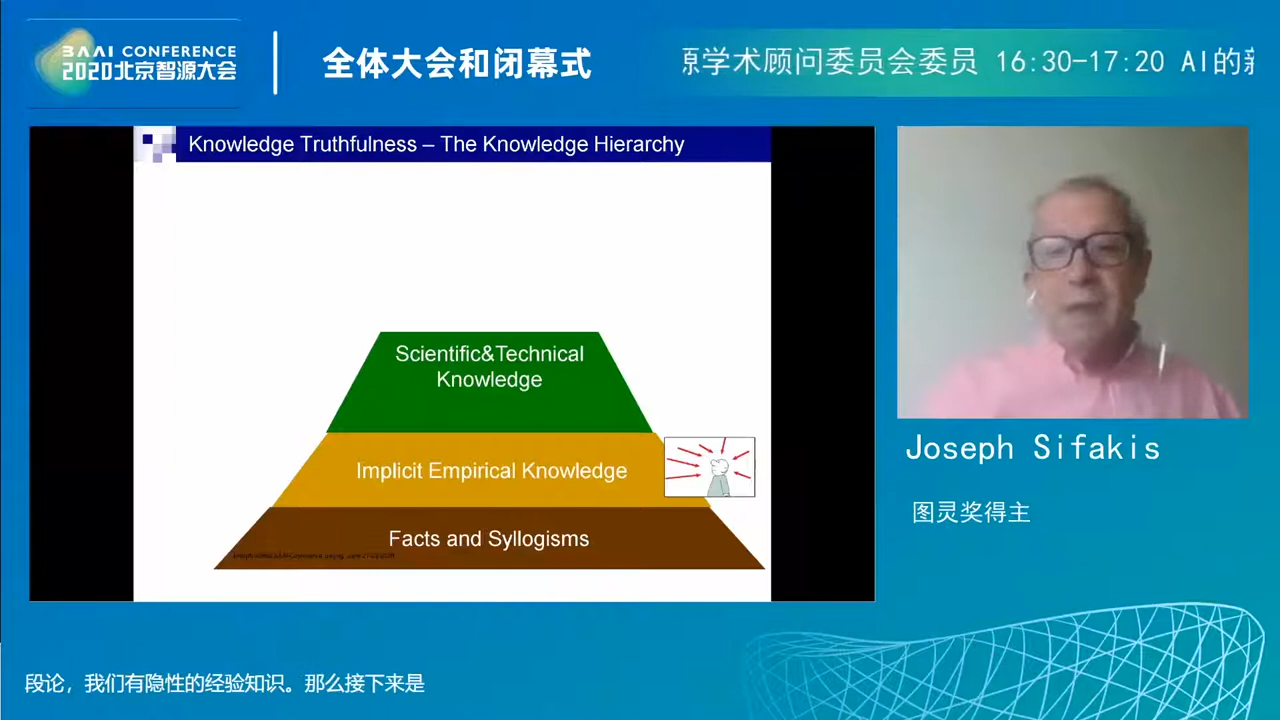 BAAI CONFERENCE
2020北京智源大会
全体大会和闭幕式
原学术顾问委员会委员 16:30-17:20 AI的
Knowledge Truthfulness – The Knowledge Hierarchy
Scientific&Technical
Knowledge
Implicit Empirical Knowledge
Facts and Syllogisms
Joseph Sifakis
图灵奖得主
段论，我们有隐性的经验知识。那么接下来是